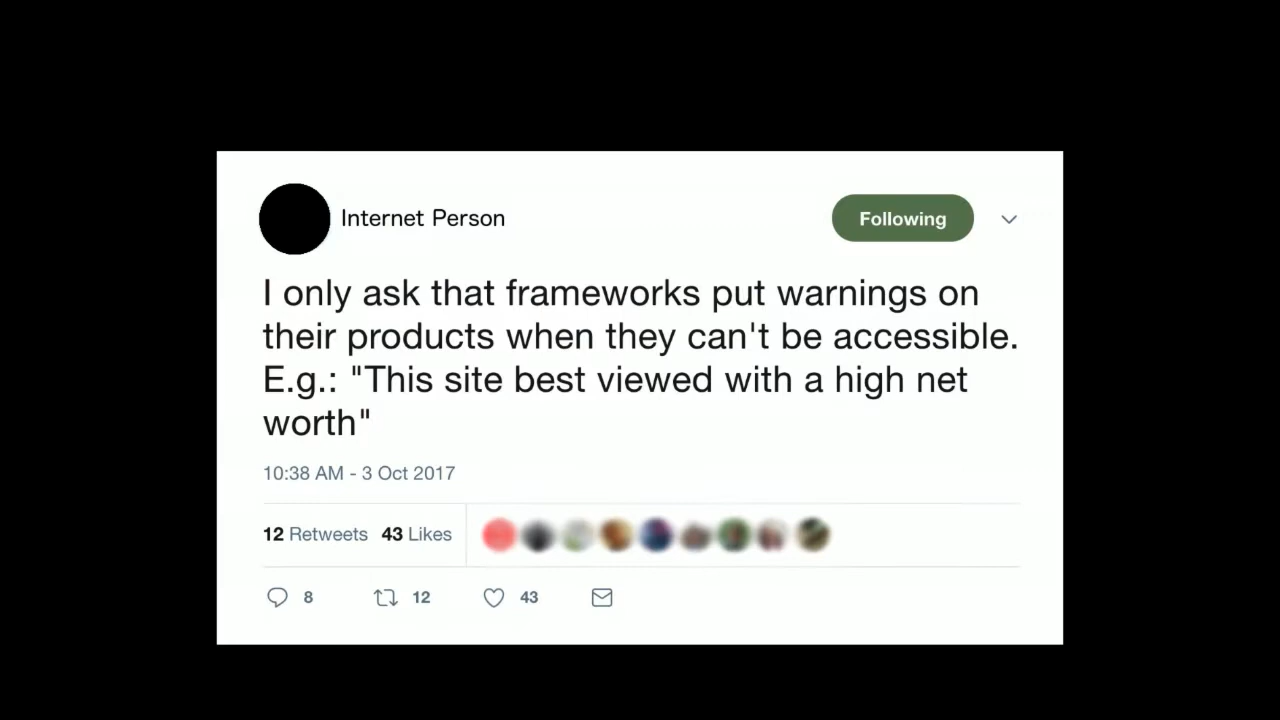 Internet Person
Following
I only ask that frameworks put warnings on
their products when they can't be accessible.
E.g.: "This site best viewed with a high net
worth"
10:38 AM - 3 Oct 2017
12 Retweets 43 Likes
8 12 43